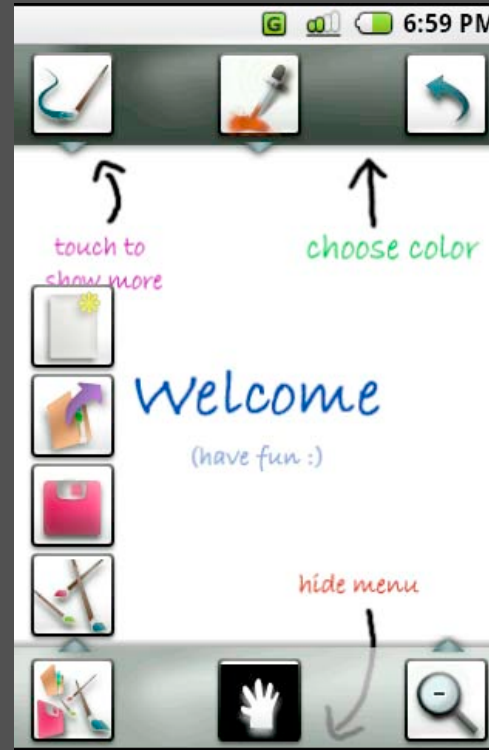 G 6:59 PM
touch to
show more
choose color
Welcome
(have fun :)
hide menu